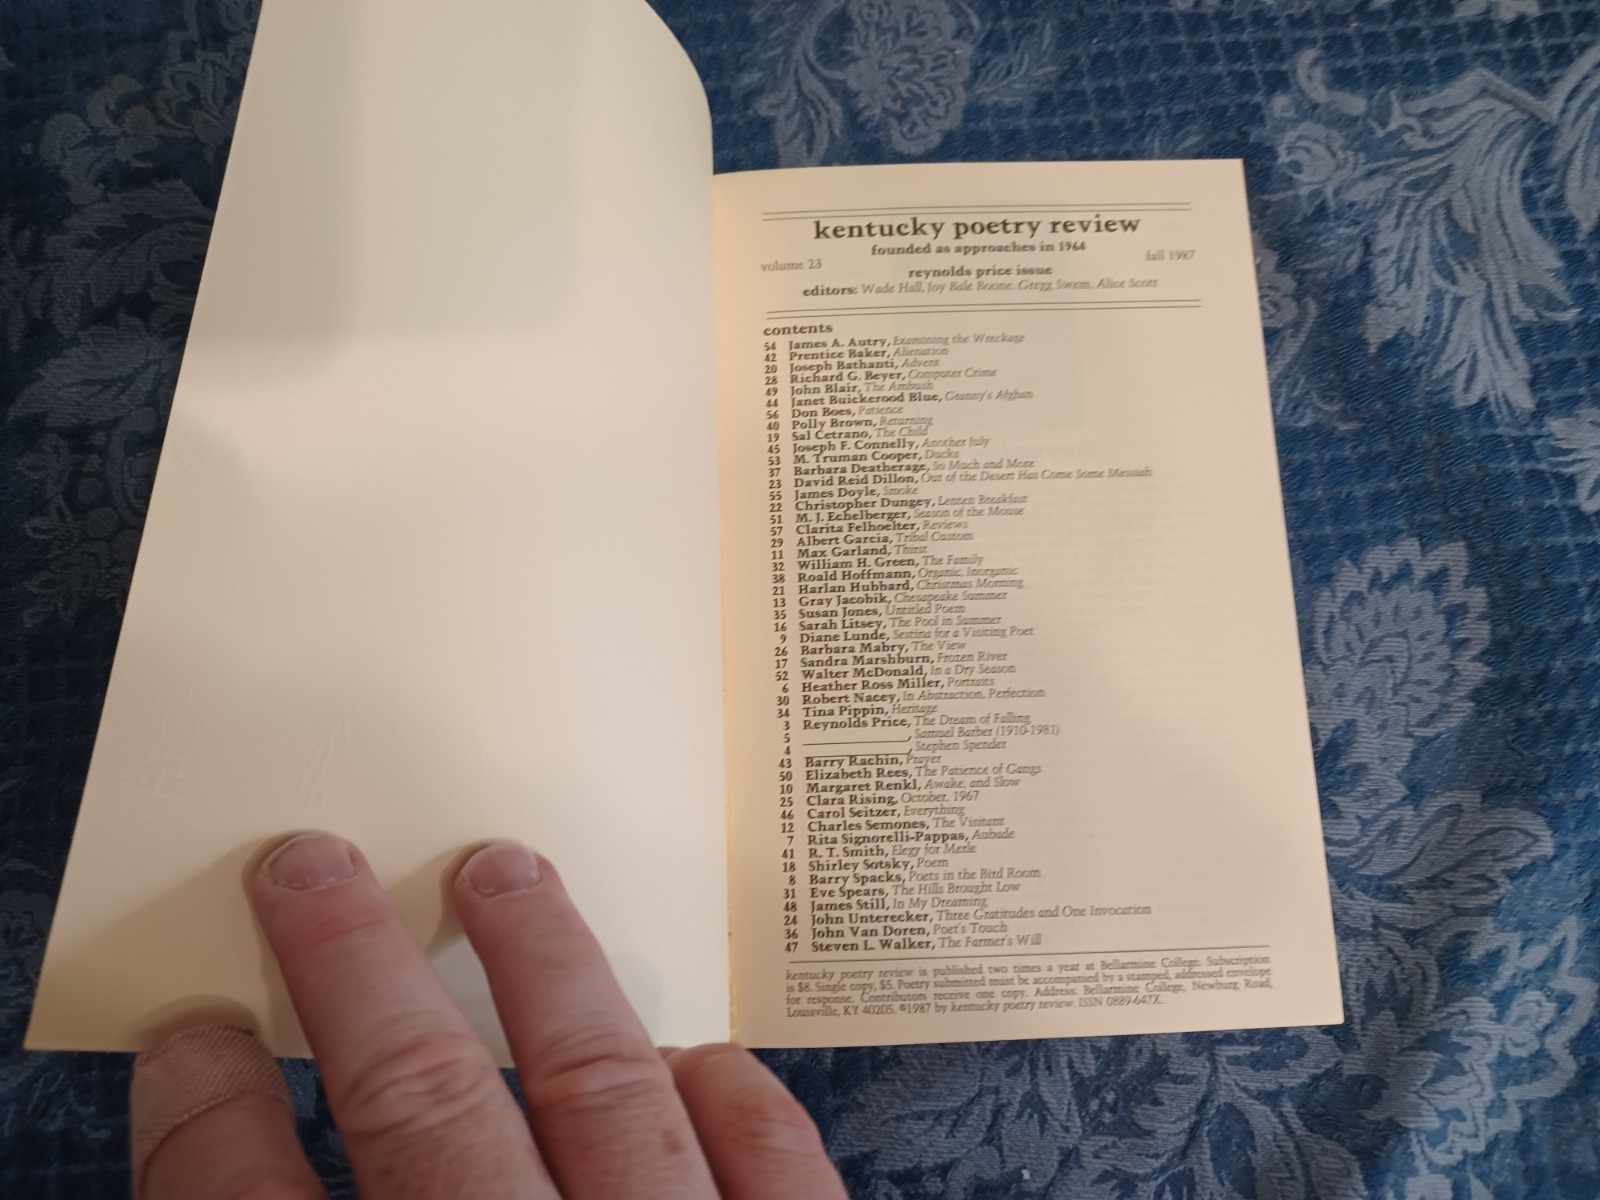 kentucky poetry review
founded as approaches in 1964
volume 23
fall 1987
reynolds price issue
editors: Wade Hall, Joy Bale Boone, Gregg Swem, Alice Scott
contents
54 James A. Autry, Examining the Wreckage
42 Prentice Baker, Alienation
20 Joseph Bathanti, Advent
28 Richard G. Beyer, Computer Crime
49 John Blair, The Ambush
44 Janet Buickerood Blue, Granny's Afghan
56 Don Boes, Patience
40 Polly Brown, Returning
19 Sal Cetrano, The Child
45 Joseph F. Connelly, Another July
53 M. Truman Cooper, Ducks
37 Barbara Deatherage, So Much and More
23 David Reid Dillon, Out of the Desert Has Come Some Messiah
55 James Doyle, Smoke
22 Christopher Dungey, Lenten Breakfast
51 M. J. Echelberger, Season of the Mouse
57 Clarita Felhoelter, Reviews
29 Albert Garcia, Tribal Custom
11 Max Garland, Thirst
32 William H. Green, The Family
38 Roald Hoffmann, Organic, Inorganic
21 Harlan Hubbard, Christmas Morning
13 Gray Jacobik, Chesapeake Summer
35 Susan Jones, Untitled Poem
16 Sarah Litsey, The Pool in Summer
9 Diane Lunde, Sestina for a Visiting Poet
26 Barbara Mabry, The View
17 Sandra Marshburn, Frozen River
52 Walter McDonald, In a Dry Season
6 Heather Ross Miller, Portraits
30 Robert Nacey, In Abstraction, Perfection
34 Tina Pippin, Heritage
3 Reynolds Price, The Dream of Falling
5 ________, Samuel Barber (1910-1981)
4 ________, Stephen Spender
43 Barry Rachin, Prayer
50 Elizabeth Rees, The Patience of Gangs
10 Margaret Renkl, Awake, and Slow
25 Clara Rising, October, 1967
46 Carol Seitzer, Everything
12 Charles Semones, The Visitant
7 Rita Signorelli-Pappas, Aubade
41 R. T. Smith, Elegy for Merle
18 Shirley Sotsky, Poem
8 Barry Spacks, Poets in the Bird Room
31 Eve Spears, The Hills Brought Low
48 James Still, In My Dreaming
24 John Unterecker, Three Gratitudes and One Invocation
36 John Van Doren, Poet's Touch
47 Steven L. Walker, The Farmer's Will
kentucky poetry review is published two times a year at Bellarmine College. Subscription
is $8. Single copy, $5. Poetry submitted must be accompanied by a stamped, addressed envelope
for response. Contributors receive one copy. Address: Bellarmine College, Newburg Road,
Louisville, KY 40205. ©1987 by kentucky poetry review. ISSN 0889-647X.